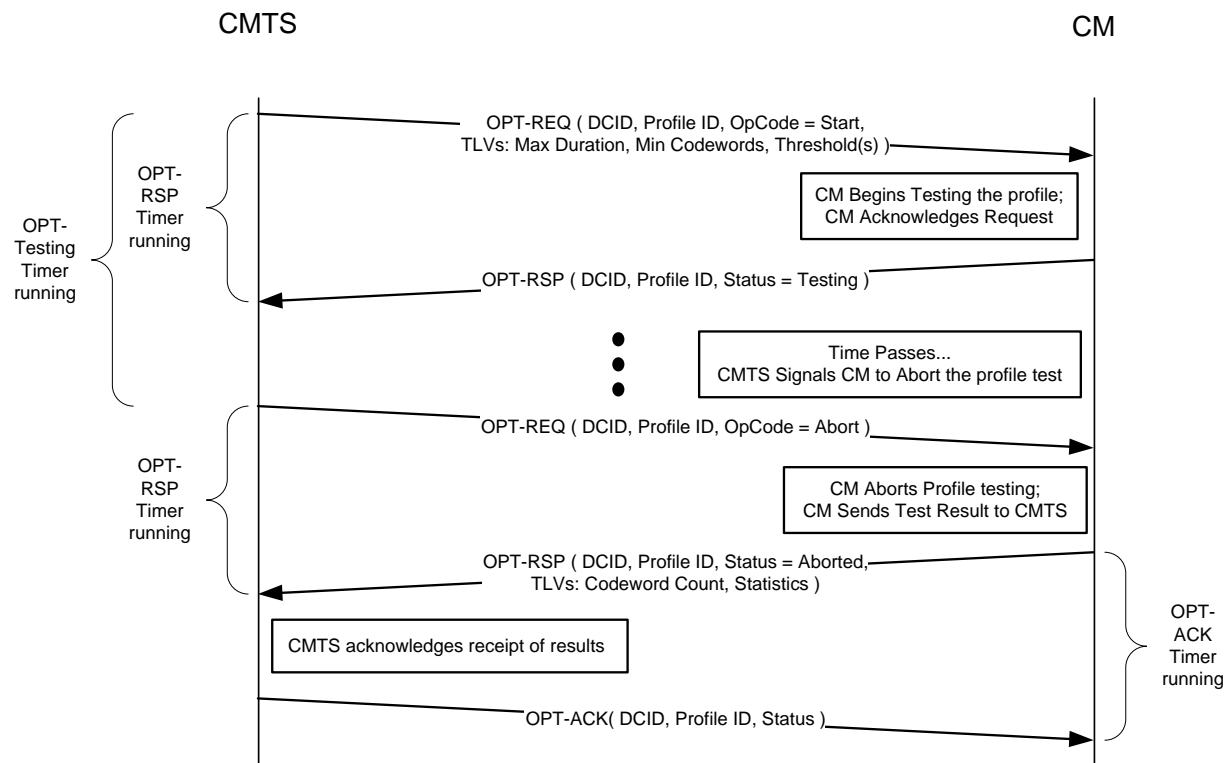 CMTS
CM
OPT-REQ ( DCID, Profile ID, OpCode = Start,
TLVs: Max Duration, Min Codewords, Threshold(s) )
OPT-
RSP
Timer
running
OPT-
Testing
Timer
running
CM Begins Testing the profile;
CM Acknowledges Request
OPT-RSP ( DCID, Profile ID, Status = Testing )
Time Passes...
CMTS Signals CM to Abort the profile test
OPT-REQ ( DCID, Profile ID, OpCode = Abort )
OPT-
RSP
Timer
running
CM Aborts Profile testing;
CM Sends Test Result to CMTS
OPT-RSP ( DCID, Profile ID, Status = Aborted,
TLVs: Codeword Count, Statistics )
OPT-
ACK
Timer
running
CMTS acknowledges receipt of results
OPT-ACK( DCID, Profile ID, Status )